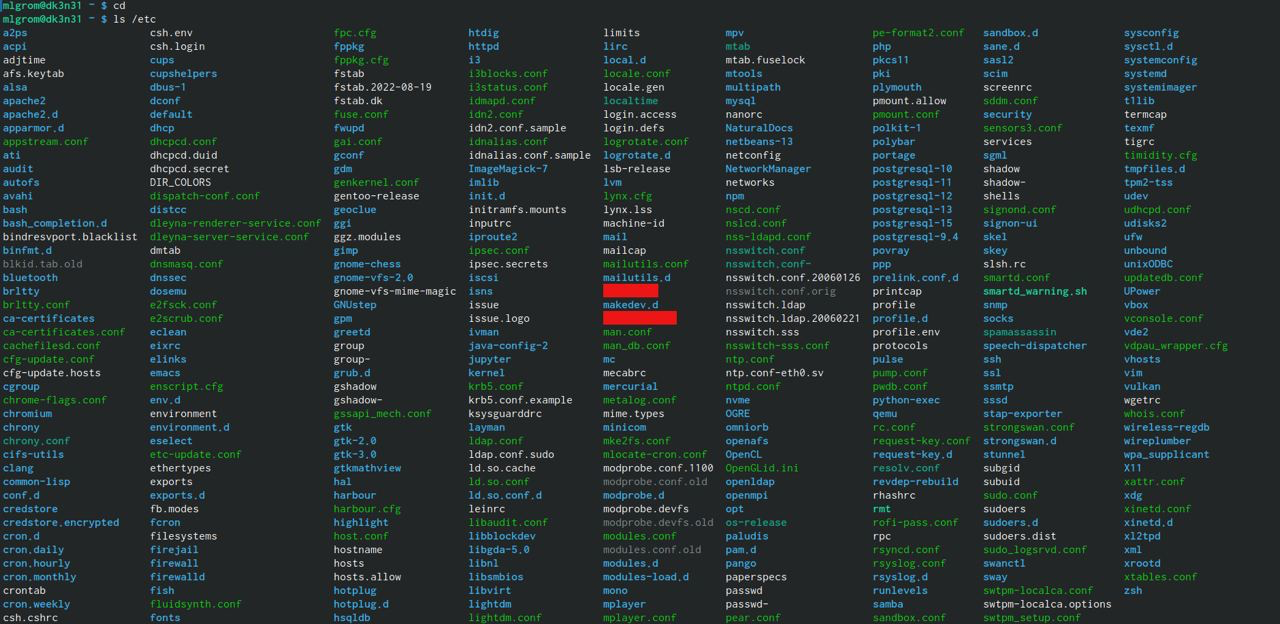 mlgrom@dk3n31 ~ $ cd
mlgrom@dk3n31 ~ $ ls /etc
a2ps csh.env fpc.cfg htdig limits mpv pe-format2.conf sandbox.d sysconfig
acpi csh.login fppkg httpd lirc mtab php sane.d sysctl.d
adjtime cups fppkg.cfg i3 local.d mtab.fuselock pkcs11 sasl2 systemconfig
afs.keytab cupshelpers fstab i3blocks.conf locale.conf mtools pki scim systemd
alsa dbus-1 fstab.2022-08-19 i3status.conf locale.gen multipath plymouth screenrc systemimager
apache2 dconf fstab.dk idmapd.conf localtime mysql pmount.allow sddm.conf t1lib
apache2.d default fuse.conf idn2.conf login.access nanorc pmount.conf security termcap
apparmor.d dhcp fwupd idn2.conf.sample login.defs NaturalDocs polkit-1 sensors3.conf texmf
appstream.conf dhcpcd.conf gai.conf idnalias.conf logrotate.conf netbeans-13 polybar services tigrc
ati dhcpcd.duid gconf idnalias.conf.sample logrotate.d netconfig portage sgml timidity.cfg
audit dhcpcd.secret gdm ImageMagick-7 lsb-release NetworkManager postgresql-10 shadow tmpfiles.d
autofs DIR_COLORS genkernel.conf imlib lvm networks postgresql-11 shadow- tpm2-tss
avahi dispatch-conf.conf gentoo-release init.d lynx.cfg npm postgresql-12 shells udev
bash distcc geoclue initramfs.mounts lynx.lss nscd.conf postgresql-13 signond.conf udhcpd.conf
bash_completion.d dleyna-renderer-service.conf ggi inputrc machine-id nslcd.conf postgresql-15 signon-ui udisks2
bindresvport.blacklist dleyna-server-service.conf ggz.modules iproute2 mail nss-ldapd.conf postgresql-9.4 skel ufw
binfmt.d dmtab gimp ipsec.conf mailcap nsswitch.conf povray skey unbound
blkid.tab.old dnsmasq.conf gnome-chess ipsec.secrets mailutils.conf nsswitch.conf- ppp slsh.rc unixODBC
bluetooth dnssec gnome-vfs-2.0 iscsi mailutils.d nsswitch.conf.20060126 prelink.conf.d smartd.conf updatedb.conf
brltty dosemu gnome-vfs-mime-magic isns nsswitch.conf.orig printcap smartd_warning.sh UPower
brltty.conf e2fsck.conf GNUstep issue makedev.d nsswitch.ldap profile snmp vbox
ca-certificates e2scrub.conf gpm issue.logo nsswitch.ldap.20060221 profile.d socks vconsole.conf
ca-certificates.conf eclean greetd ivman man.conf nsswitch.sss profile.env spamassassin vde2
cachefilesd.conf eixrc group java-config-2 man_db.conf nsswitch-sss.conf protocols speech-dispatcher vdpau_wrapper.cfg
cfg-update.conf elinks group- jupyter mc ntp.conf pulse ssh vhosts
cfg-update.hosts emacs grub.d kernel mecabrc ntp.conf-eth0.sv pump.conf ssl vim
cgroup enscript.cfg gshadow krb5.conf mercurial ntpd.conf pwdb.conf ssmtp vulkan
chrome-flags.conf env.d gshadow- krb5.conf.example metalog.conf nvme python-exec sssd wgetrc
chromium environment gssapi_mech.conf ksysguarddrc mime.types OGRE qemu stap-exporter whois.conf
chrony environment.d gtk layman minicom omniorb rc.conf strongswan.conf wireless-regdb
chrony.conf eselect gtk-2.0 ldap.conf mke2fs.conf openafs request-key.conf strongswan.d wireplumber
cifs-utils etc-update.conf gtk-3.0 ldap.conf.sudo mlocate-cron.conf OpenCL request-key.d stunnel wpa_supplicant
clang ethertypes gtkmathview ld.so.cache modprobe.conf.1100 OpenGLid.ini resolv.conf subgid X11
common-lisp exports hal ld.so.conf modprobe.conf.old openldap revdep-rebuild subuid xattr.conf
conf.d exports.d harbour ld.so.conf.d modprobe.d openmpi rhashrc sudo.conf xdg
credstore fb.modes harbour.cfg leinrc modprobe.devfs opt rmt sudoers xinetd.conf
credstore.encrypted fcron highlight libaudit.conf modprobe.devfs.old os-release rofi-pass.conf sudoers.d xinetd.d
cron.d filesystems host.conf libblockdev modules.conf paludis rpc sudoers.dist xl2tpd
cron.daily firejail hostname libgda-5.0 modules.conf.old pam.d rsyncd.conf sudo_logsrvd.conf xml
cron.hourly firewall hosts libnl modules.d pango rsyslog.conf swanctl xrootd
cron.monthly firewalld hosts.allow libsmbios modules-load.d paperspecs rsyslog.d sway xtables.conf
crontab fish hotplug libvirt mono passwd runlevels swtpm-localca.conf zsh
cron.weekly fluidsynth.conf hotplug.d lightdm mplayer passwd- samba swtpm-localca.options
csh.cshrc fonts hsqldb lightdm.conf mplayer.conf pear.conf sandbox.conf swtpm_setup.conf